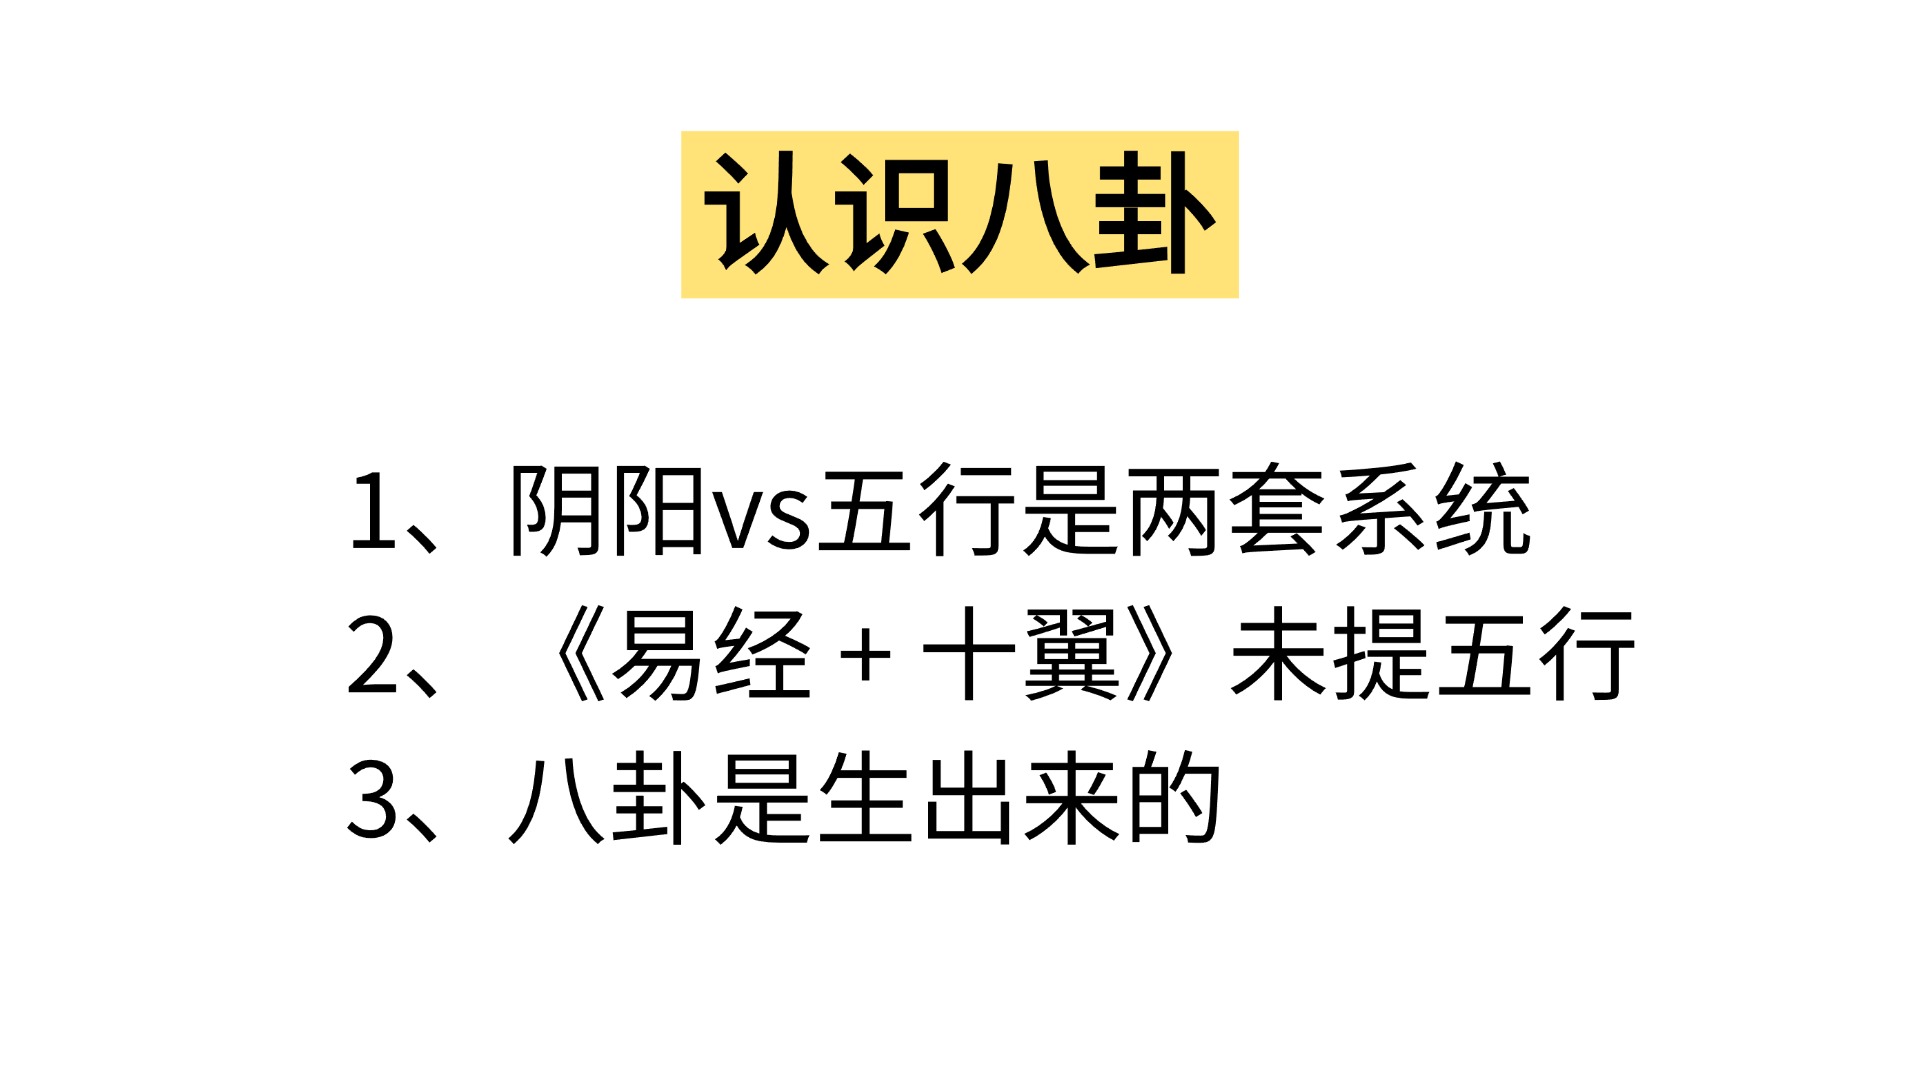 认识八卦
1、阴阳vs五行是两套系统
2、《易经 + 十翼》未提五行
3、八卦是生出来的